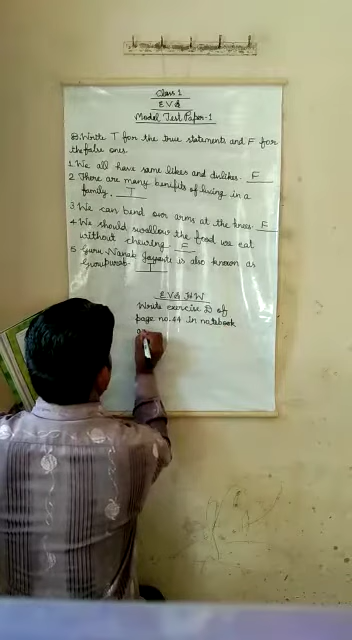 Class 1
E.V.S
Model Test Paper-1
Write T for the true statements and F for
the false ones.
1. We all have same likes and dislikes. F
2. There are many benefits of living in a
family. T
3. We can bend our arms at the knees. F
4. We should swallow the food we eat
without chewing. F
5. Guru Nanak Jayanti is also known as
Gurpurab. T
E.V.S H.W
Write exercise D of
page no. 44 in notebook